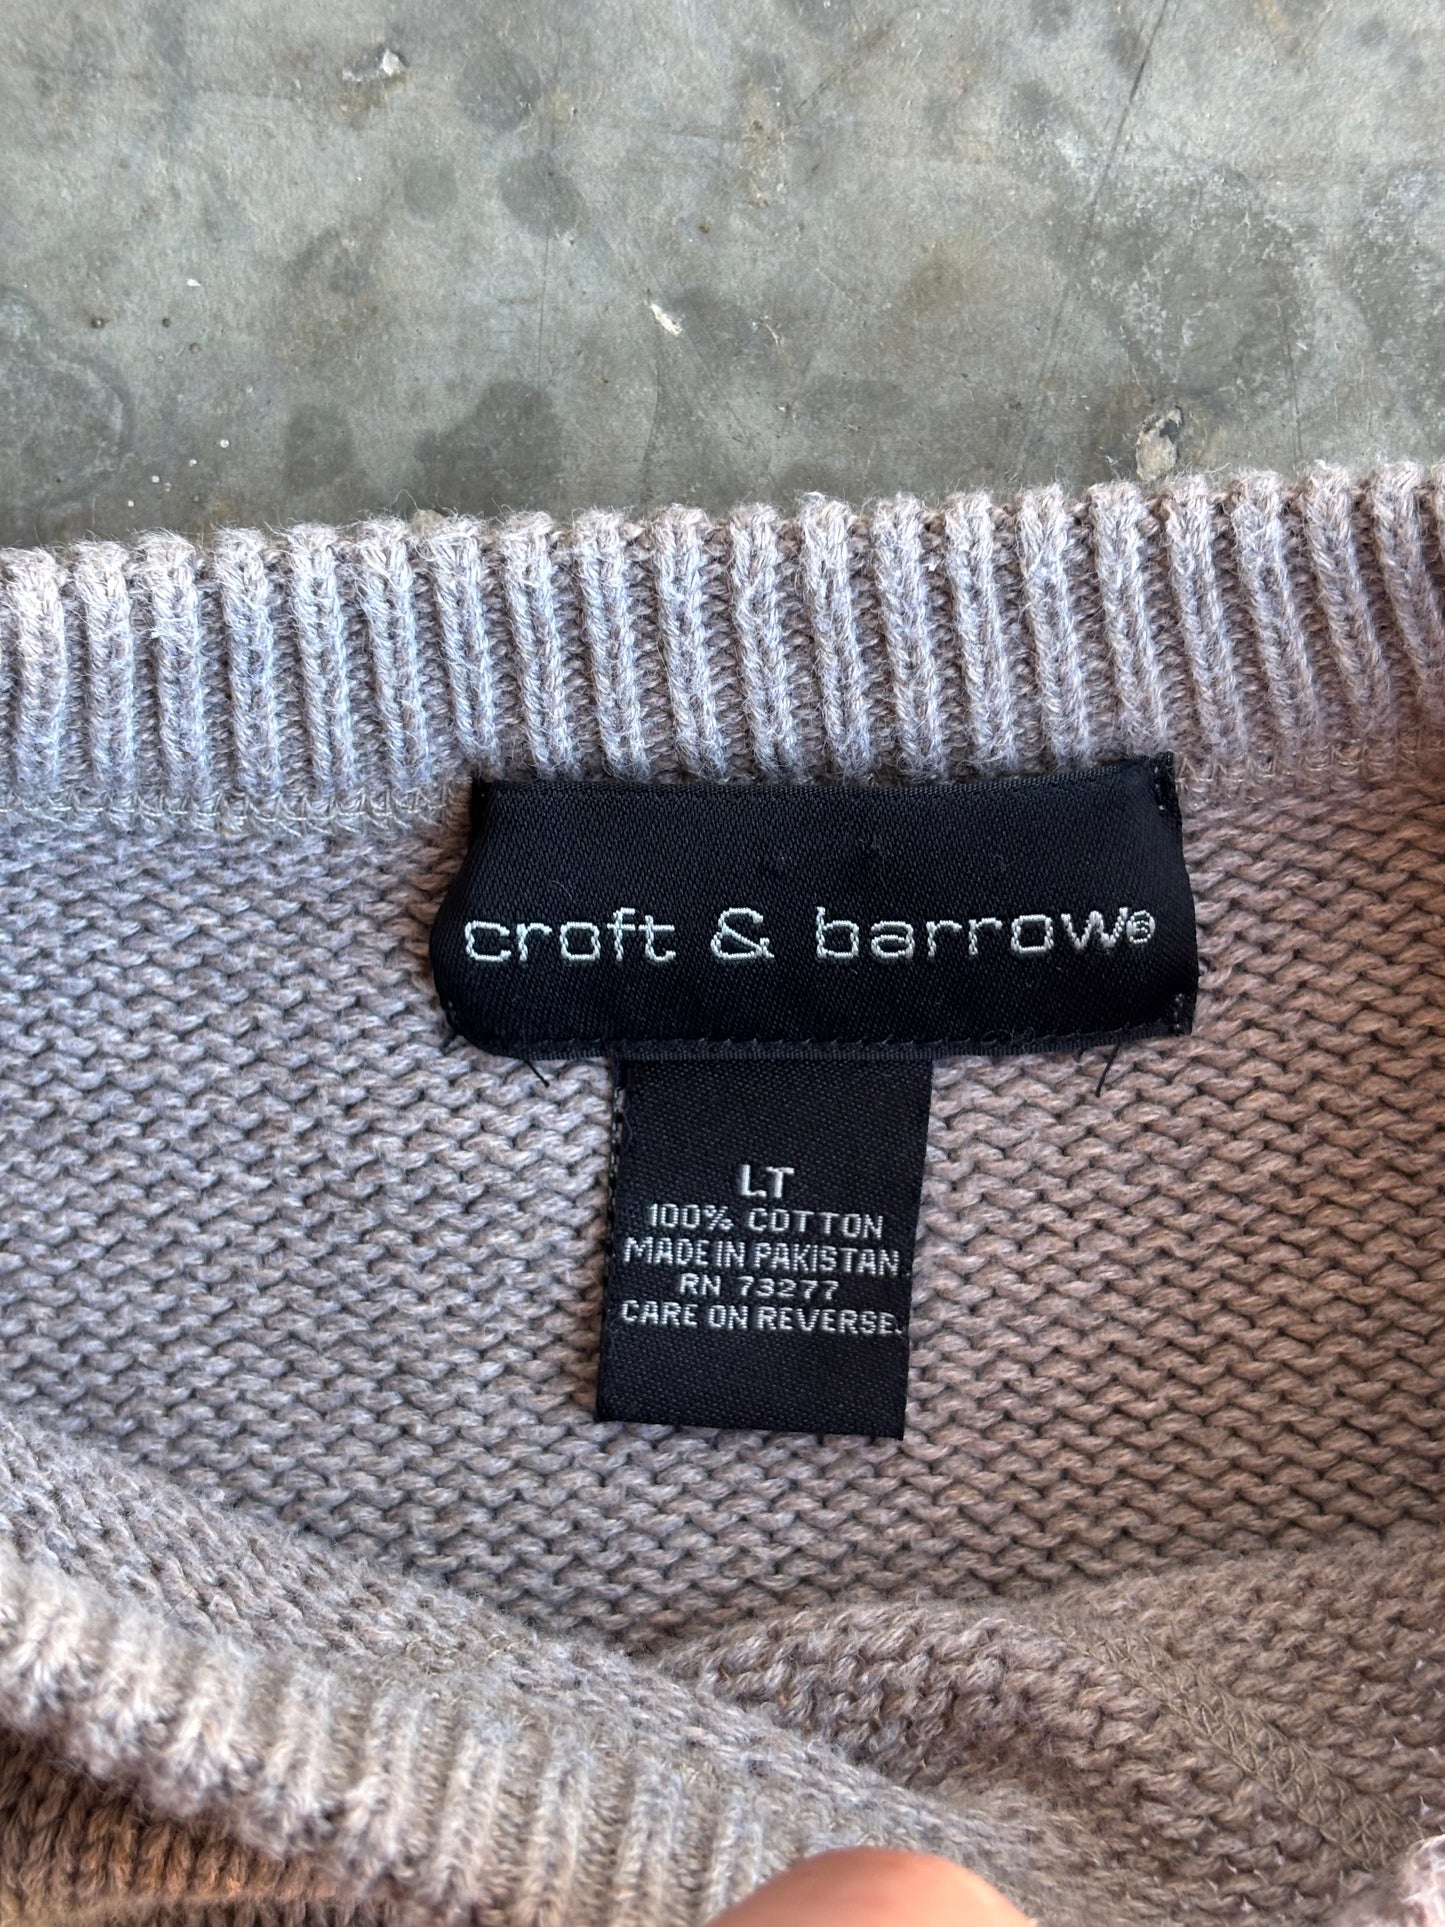 croft & barrow®
LT
100% COTTON
MADE IN PAKISTAN
RN 73277
CARE ON REVERSE.